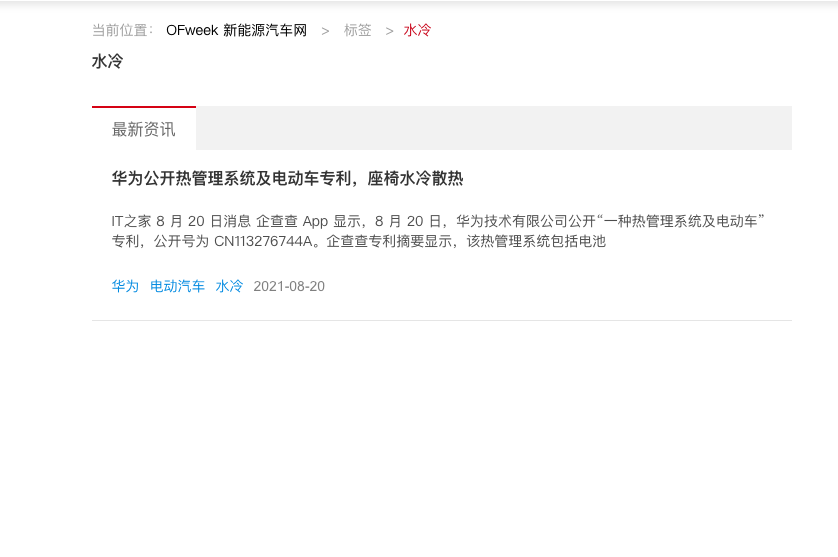 当前位置： OFweek 新能源汽车网 > 标签 > 水冷
水冷
最新资讯
华为公开热管理系统及电动车专利，座椅水冷散热
IT之家 8 月 20 日消息 企查查 App 显示，8 月 20 日，华为技术有限公司公开“一种热管理系统及电动车”
专利，公开号为 CN113276744A。企查查专利摘要显示，该热管理系统包括电池
华为 电动汽车 水冷 2021-08-20